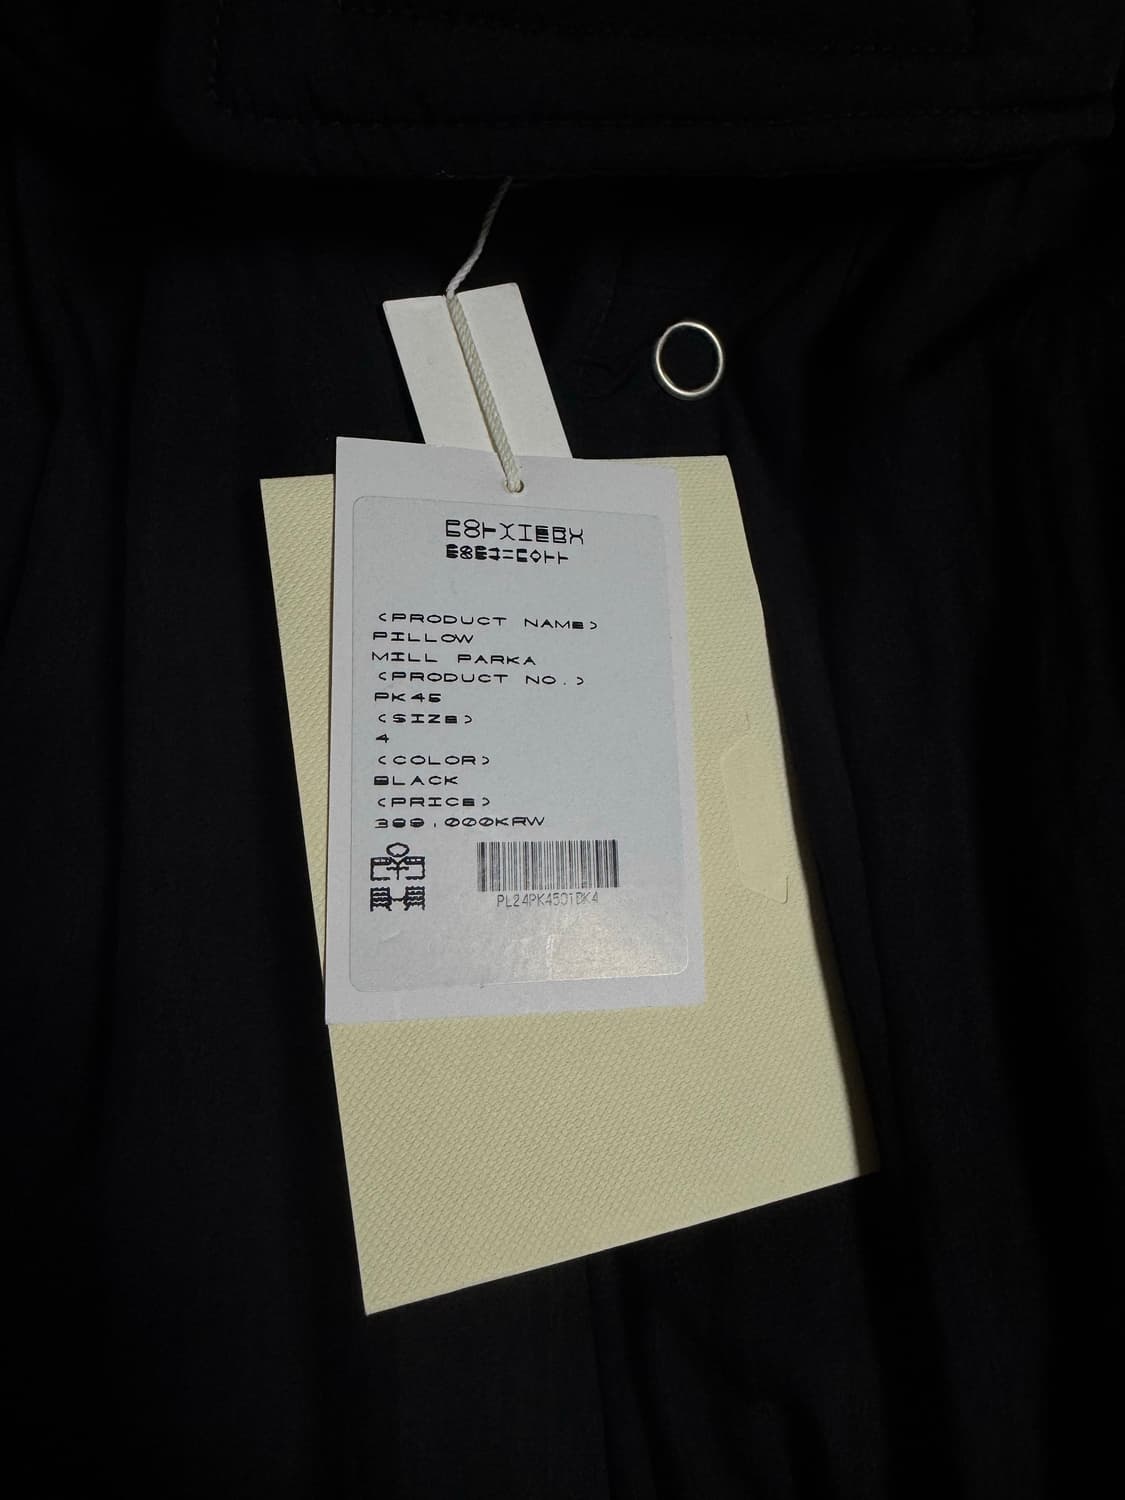 <PRODUCT NAME>
PILLOW
MILL PARKA
<PRODUCT NO.>
PK45
<SIZE>
4
<COLOR>
BLACK
<PRICE>
399,000KRW
PL24PK4501BK4